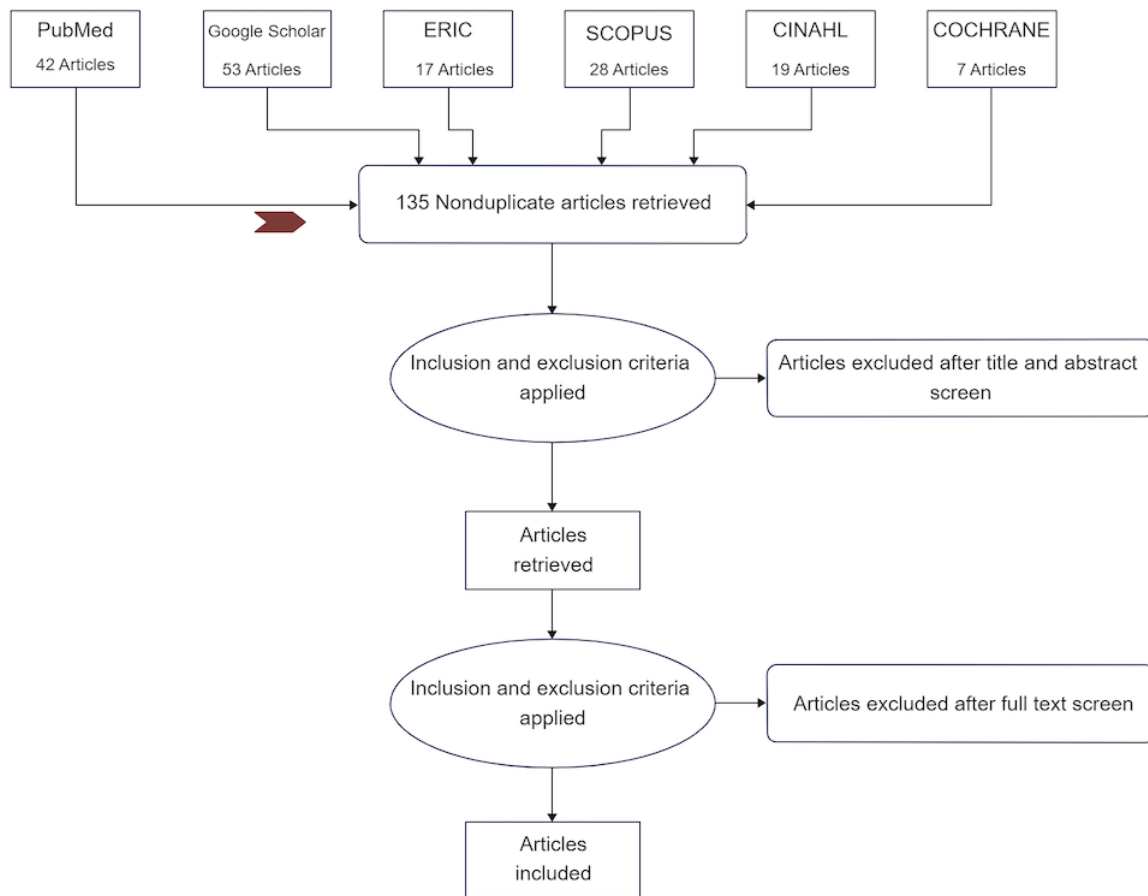 PubMed
42 Articles
Google Scholar
53 Articles
ERIC
17 Articles
SCOPUS
28 Articles
CINAHL
19 Articles
COCHRANE
7 Articles
135 Nonduplicate articles retrieved
Inclusion and exclusion criteria
applied
Articles excluded after title and abstract
screen
Articles
retrieved
Inclusion and exclusion criteria
applied
Articles excluded after full text screen
Articles
included